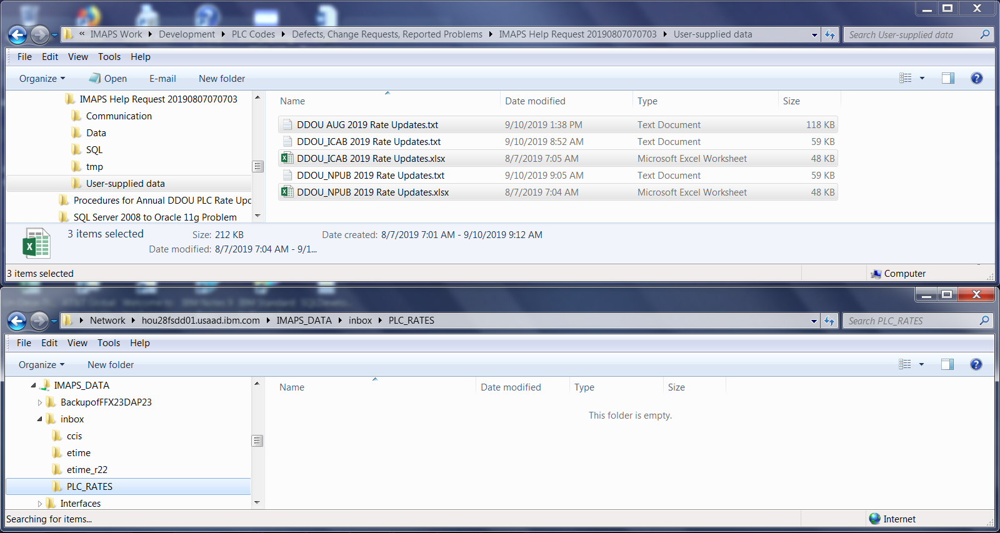 « IMAPS Work Development PLC Codes Defects, Change Requests, Reported Problems IMAPS Help Request 20190807070703 User-supplied data Search User-supplied data
File Edit View Tools Help
Organize Open E-mail New folder
IMAPS Help Request 20190807070703
Communication
Data
SQL
tmp
User-supplied data
Procedures for Annual DDOU PLC Rate Upd
SQL Server 2008 to Oracle 11g Problem
Name Date modified Type Size
DDOU AUG 2019 Rate Updates.txt 9/10/2019 1:38 PM Text Document 118 KB
DDOU_ICAB 2019 Rate Updates.txt 9/10/2019 8:52 AM Text Document 59 KB
DDOU_ICAB 2019 Rate Updates.xlsx 8/7/2019 7:05 AM Microsoft Excel Worksheet 48 KB
DDOU_NPUB 2019 Rate Updates.txt 9/10/2019 9:05 AM Text Document 59 KB
DDOU_NPUB 2019 Rate Updates.xlsx 8/7/2019 7:04 AM Microsoft Excel Worksheet 48 KB
3 items selected Size: 212 KB Date created: 8/7/2019 7:01 AM - 9/10/2019 9:12 AM
Date modified: 8/7/2019 7:04 AM - 9/1...
3 items selected Computer
Network hou28fsdd01.usaad.ibm.com IMAPS_DATA inbox PLC_RATES Search PLC_RATES
File Edit View Tools Help
Organize New folder
IMAPS_DATA
BackupofFFX23DAP23
inbox
ccis
etime
etime_r22
PLC_RATES
Interfaces
Name Date modified Type Size
This folder is empty.
Searching for items... Internet